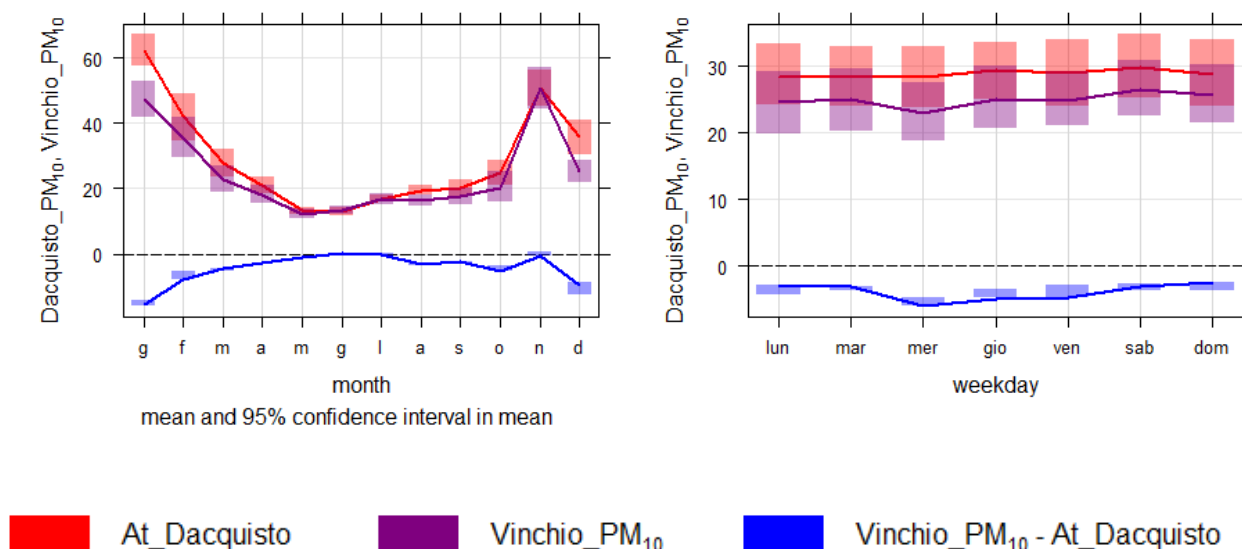 Dacquisto_PM₁₀, Vinchio_PM₁₀
60
40
20
0
g f m a m g l a s o n d
month
mean and 95% confidence interval in mean
Dacquisto_PM₁₀, Vinchio_PM₁₀
30
20
10
0
lun mar mer gio ven sab dom
weekday
At_Dacquisto Vinchio_PM₁₀ Vinchio_PM₁₀ - At_Dacquisto